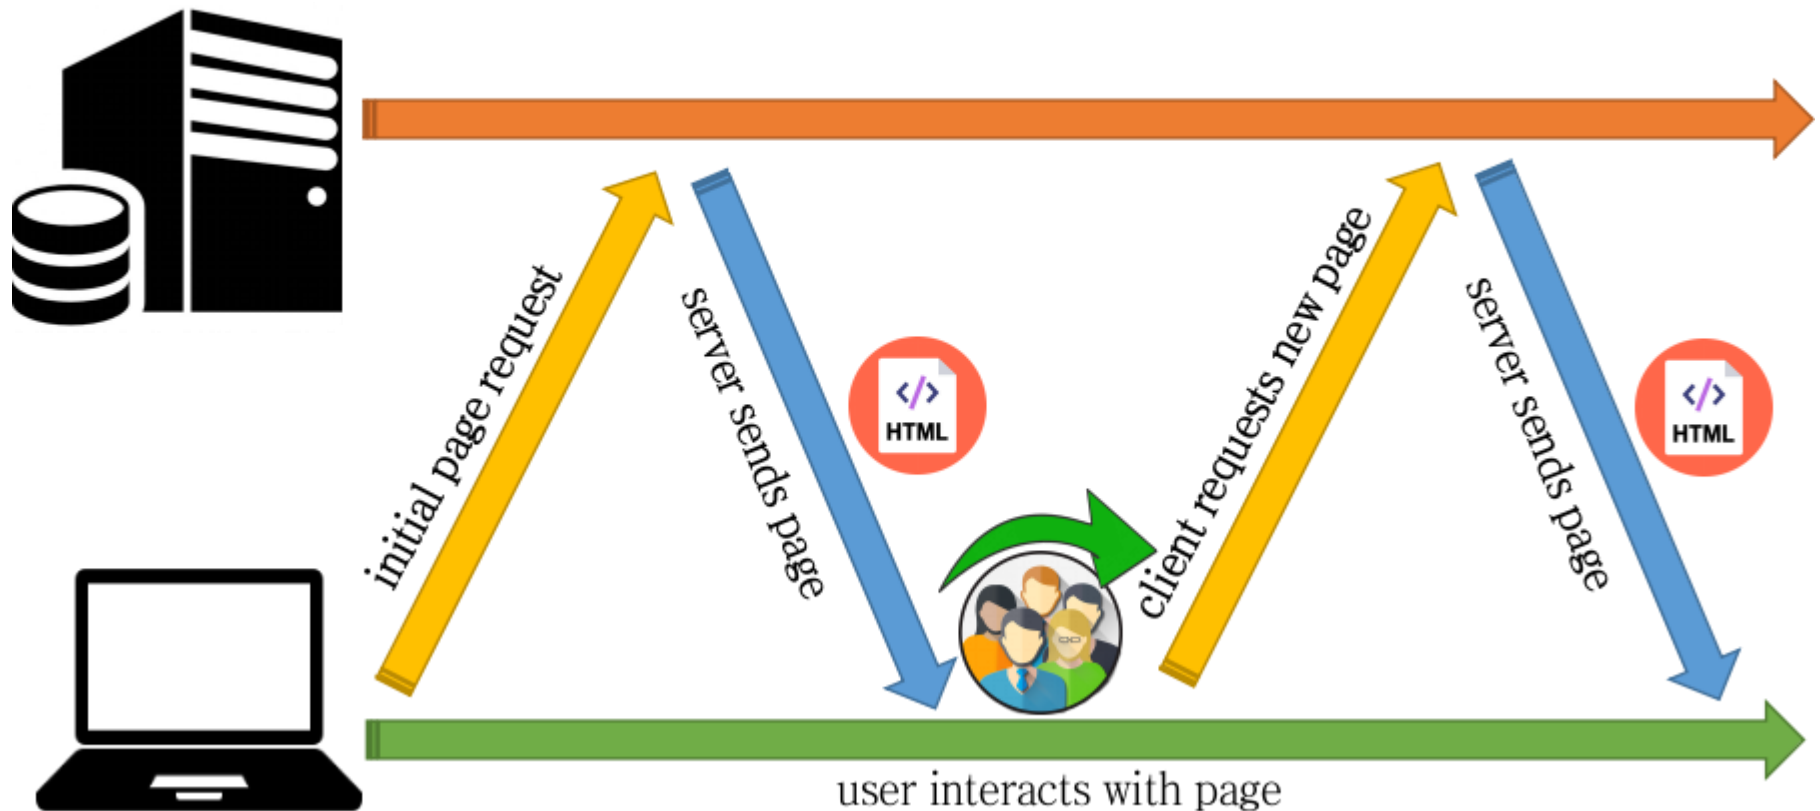 initial page request
server sends page
</>
HTML
client requests new page
server sends page
</>
HTML
user interacts with page